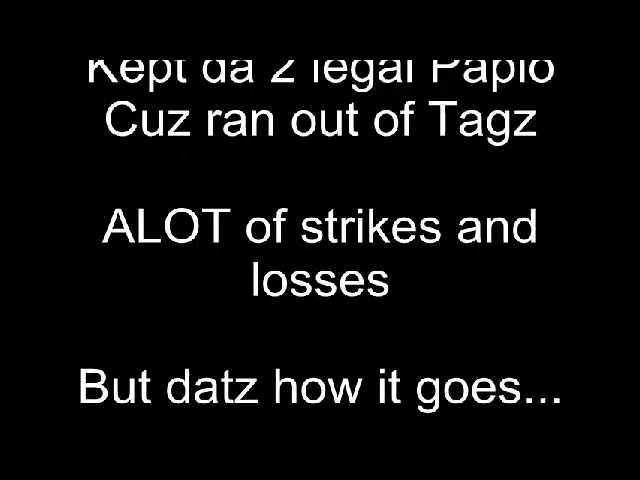 Kept da 2 legal Papio
Cuz ran out of Tagz
ALOT of strikes and
losses
But datz how it goes...